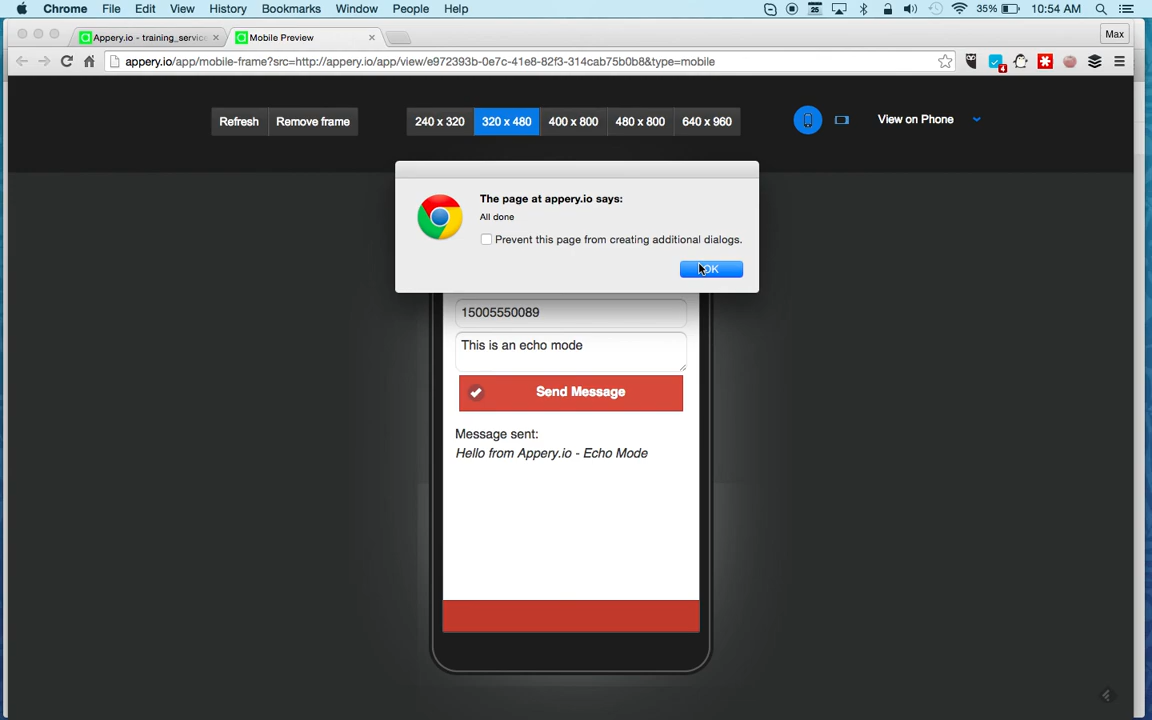 Chrome File Edit View History Bookmarks Window People Help 25 35% 10:54 AM
Appery.io - training_service Mobile Preview Max
appery.io/app/mobile-frame?src=http://appery.io/app/view/e972393b-0e7c-41e8-82f3-314cab75b0b8&type=mobile 4
Refresh Remove frame 240 x 320 320 x 480 400 x 800 480 x 800 640 x 960 View on Phone
The page at appery.io says:
All done
Prevent this page from creating additional dialogs.
OK
15005550089
This is an echo mode
Send Message
Message sent:
Hello from Appery.io - Echo Mode